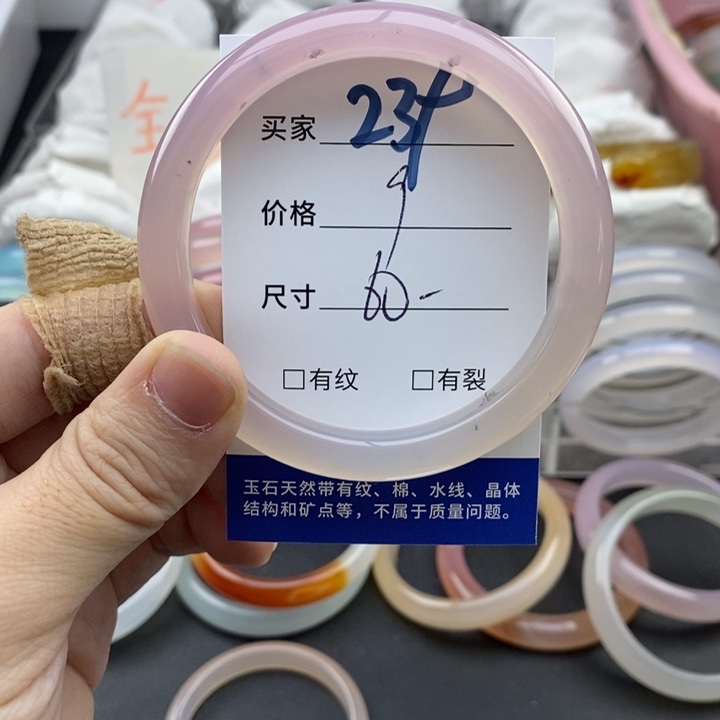 全
买家 23
价格 9
尺寸 60-
□有纹 □有裂
玉石天然带有纹、棉、水线、晶体
结构和矿点等，不属于质量问题。